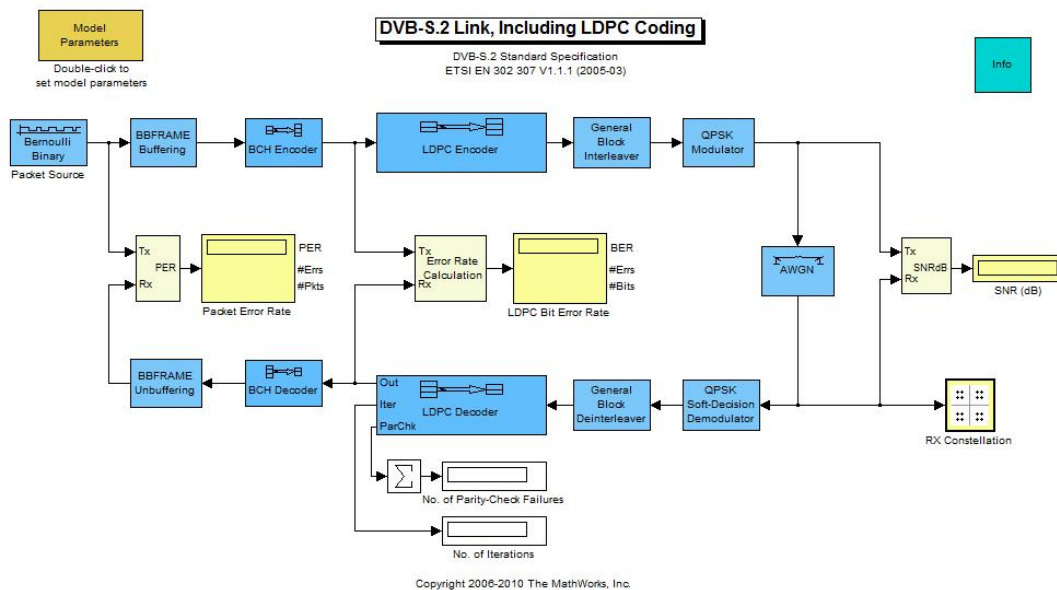 Model
Parameters
Double-click to
set model parameters
DVB-S.2 Link, Including LDPC Coding
DVB-S.2 Standard Specification
ETSI EN 302 307 V1.1.1 (2005-03)
Info
Bernoulli
Binary
Packet Source
BBFRAME
Buffering
BCH Encoder
LDPC Encoder
General
Block
Interleaver
QPSK
Modulator
Tx
PER
Rx
PER
#Errs
#Pkts
Packet Error Rate
Tx
Error Rate
Calculation
Rx
BER
#Errs
#Bits
LDPC Bit Error Rate
AWGN
Tx
SNRdB
Rx
SNR (dB)
BBFRAME
Unbuffering
BCH Decoder
Out
Iter
LDPC Decoder
ParChk
General
Block
Deinterleaver
QPSK
Soft-Decision
Demodulator
RX Constellation
Σ
No. of Parity-Check Failures
No. of Iterations
Copyright 2006-2010 The MathWorks, Inc.